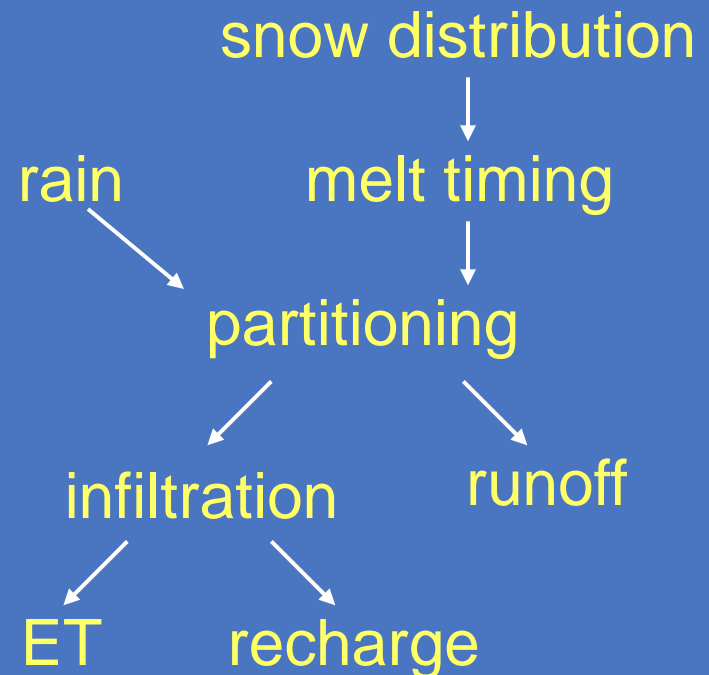 snow distribution
rain melt timing
partitioning
infiltration runoff
ET recharge